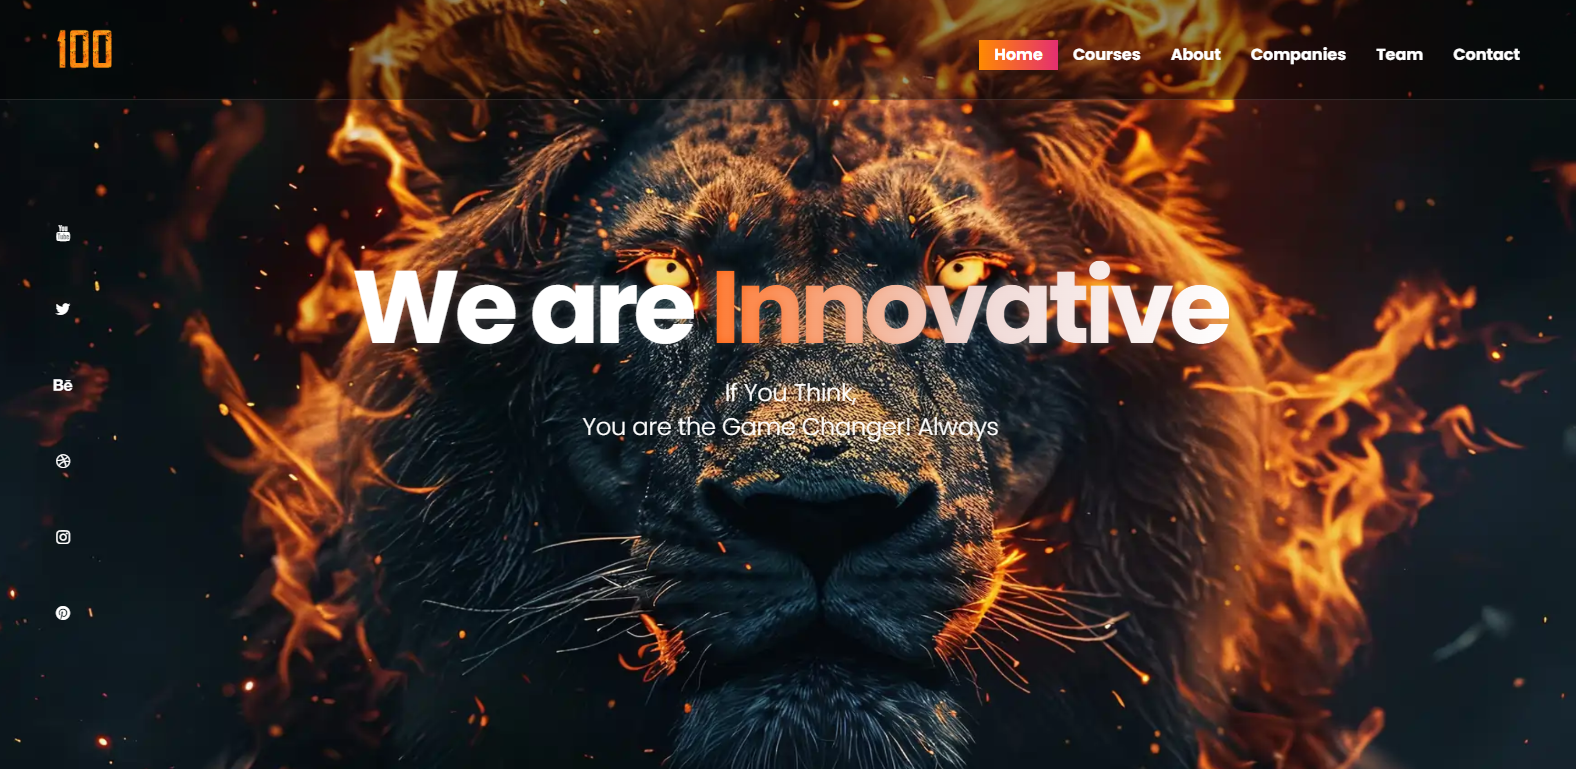 100
Home Courses About Companies Team Contact
You Tube
We are Innovative
Bē
If You Think,
You are the Game Changer! Always